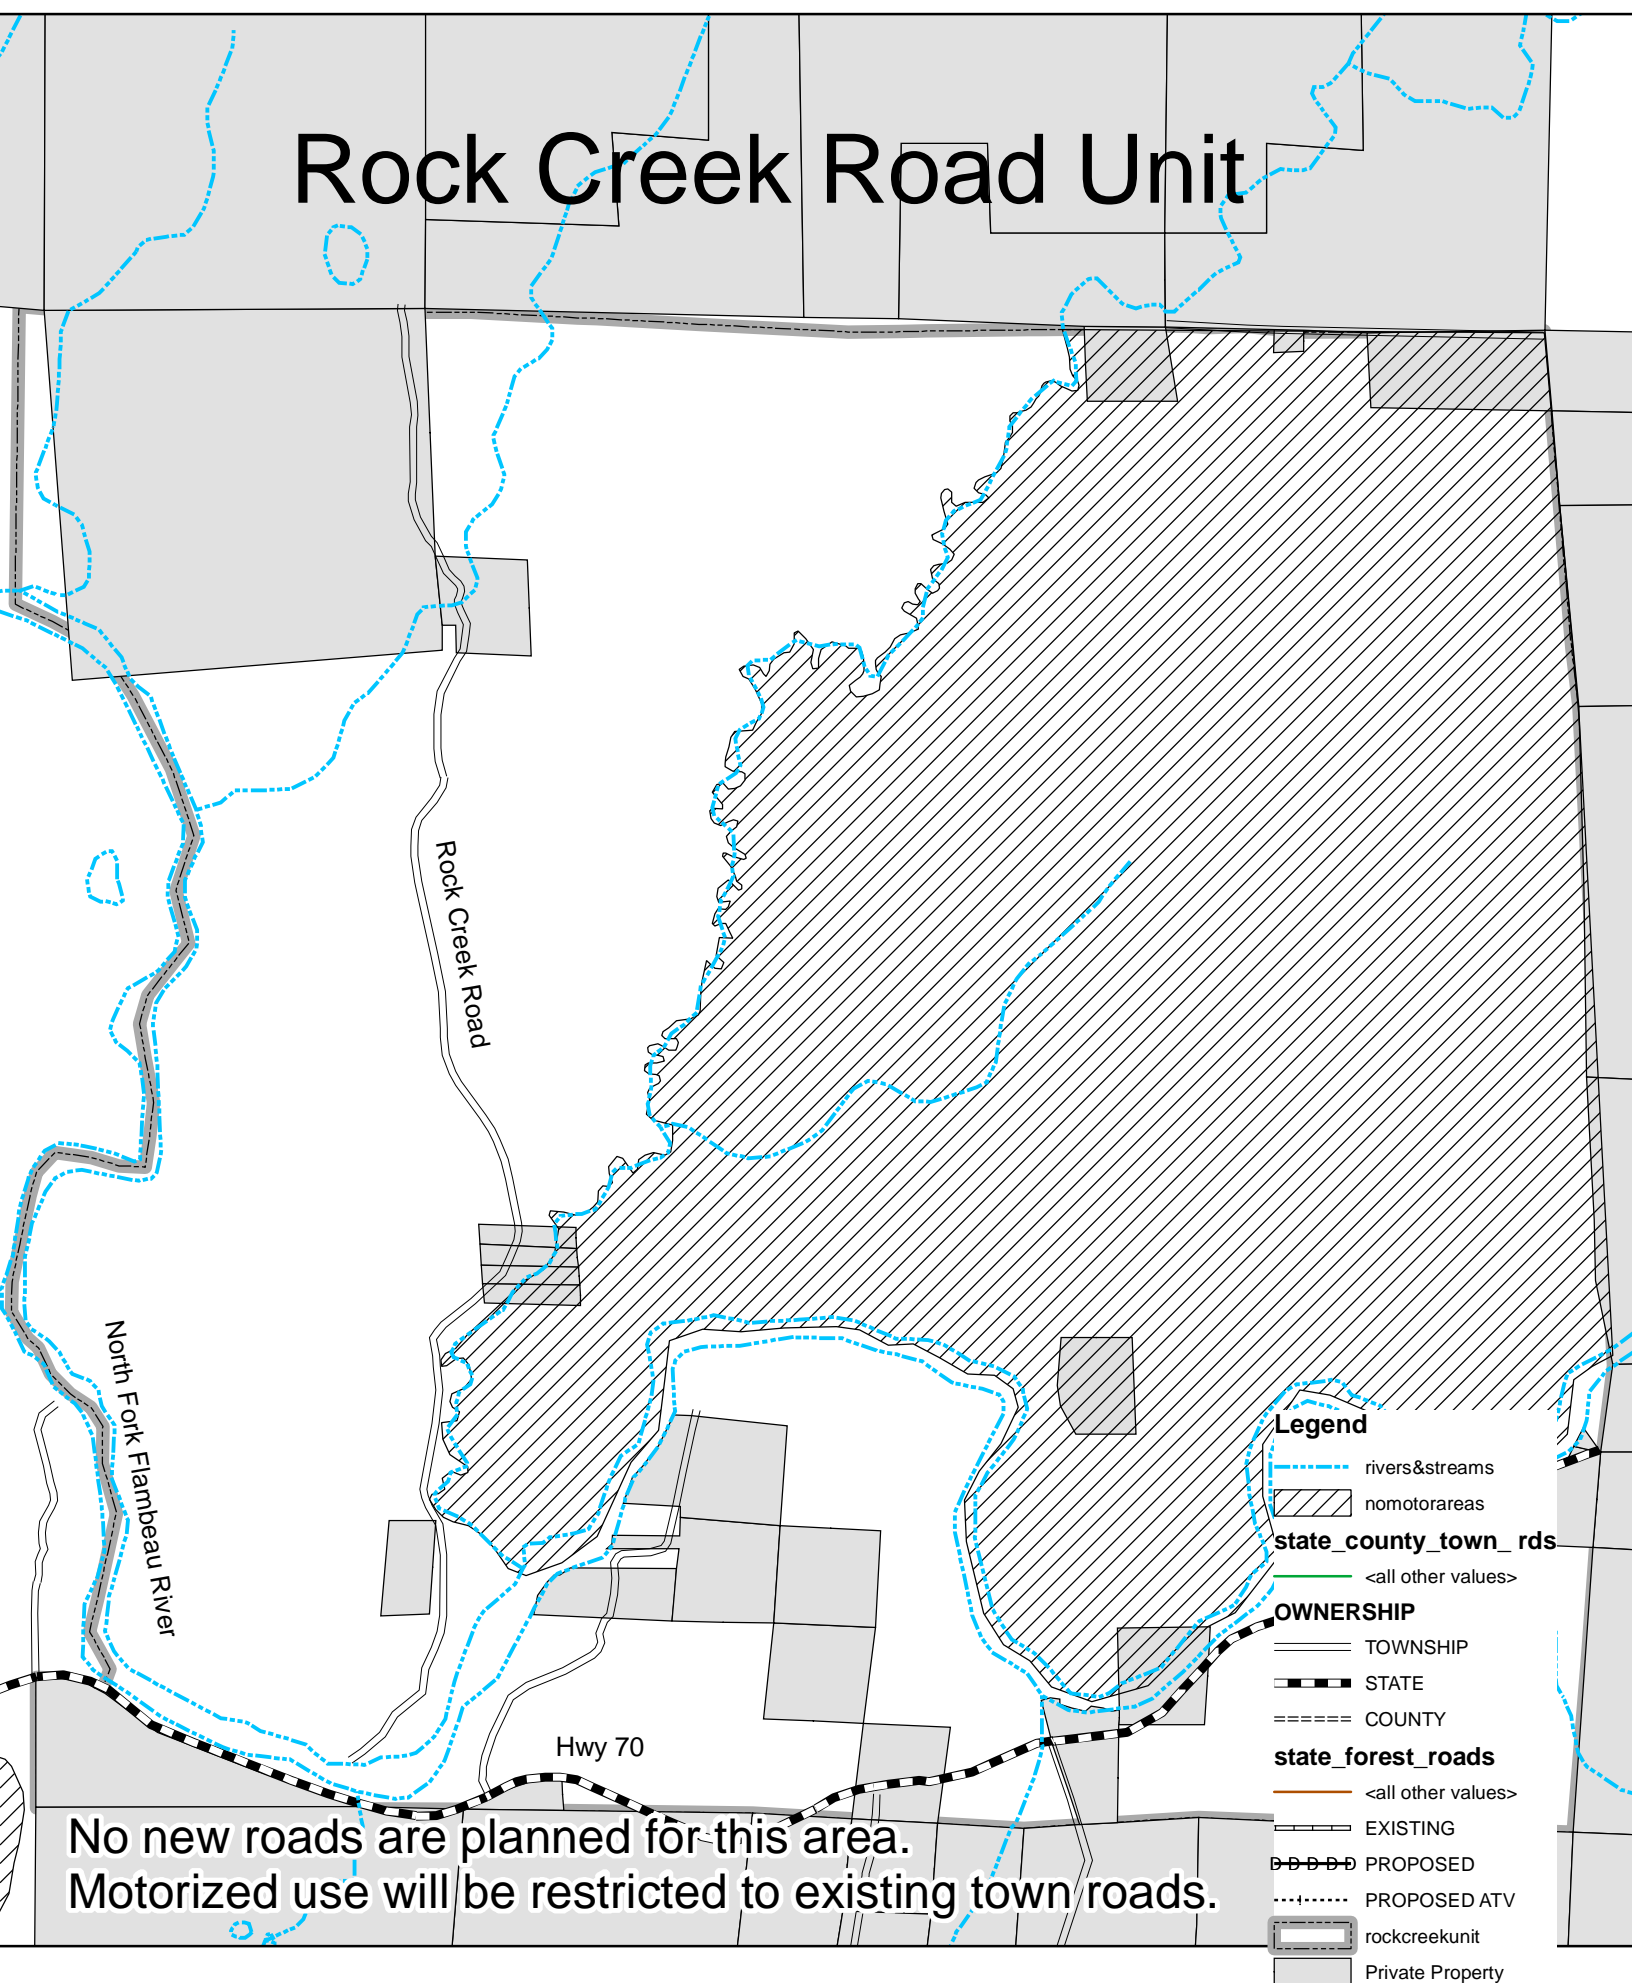 Rock Creek Road Unit
Rock Creek Road
North Fork Flambeau River
Hwy 70
No new roads are planned for this area.
Motorized use will be restricted to existing town roads.
Legend
rivers&streams
nomotorareas
state_county_town_ rds
<all other values>
OWNERSHIP
TOWNSHIP
STATE
COUNTY
state_forest_roads
<all other values>
EXISTING
D D D D D PROPOSED
PROPOSED ATV
rockcreekunit
Private Property